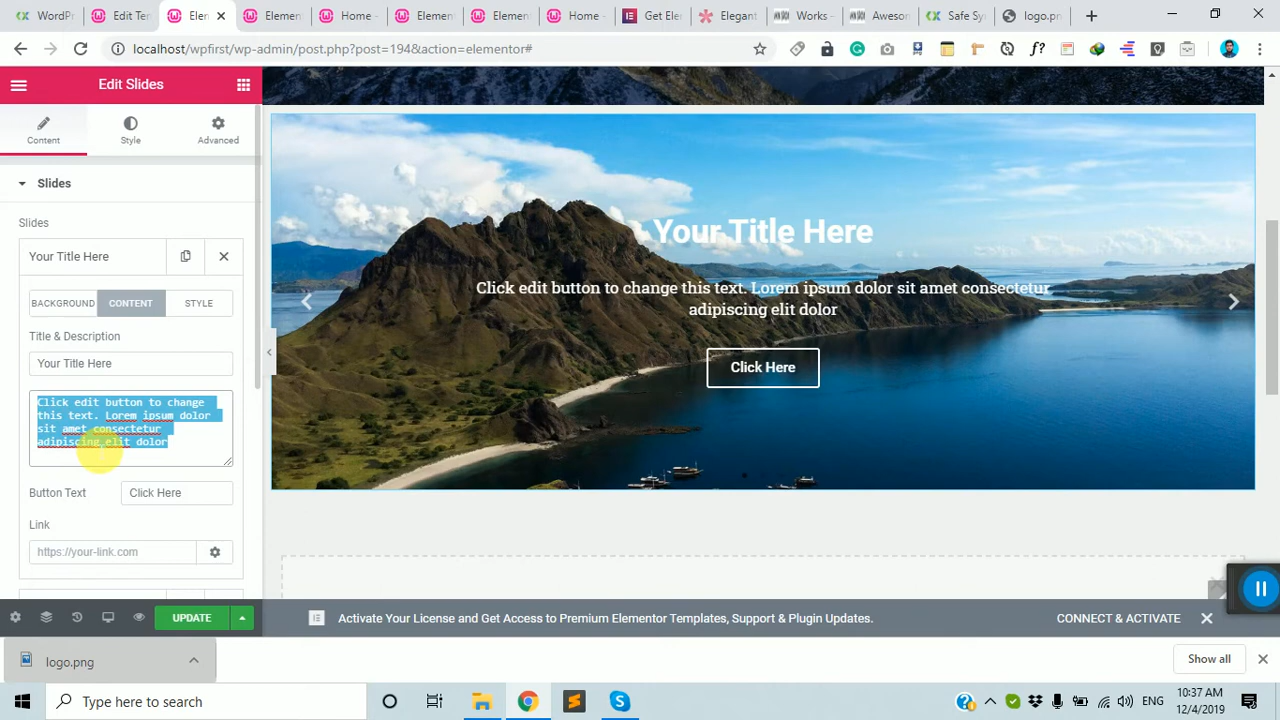 WordPr
Edit Ten
Eler
Elemen
Home -
Elemen
Elemen
Home -
Get Ele
Elegant
Works -
Awesor
Safe Sy
logo.pn
localhost/wpfirst/wp-admin/post.php?post=194&action=elementor#
Edit Slides
Content
Style
Advanced
Slides
Slides
Your Title Here
BACKGROUND
CONTENT
STYLE
Title & Description
Your Title Here
Click edit button to change
this text. Lorem ipsum dolor
sit amet consectetur
adipiscing elit dolor
Button Text
Click Here
Link
https://your-link.com
UPDATE
Your Title Here
Click edit button to change this text. Lorem ipsum dolor sit amet consectetur
adipiscing elit dolor
Click Here
Activate Your License and Get Access to Premium Elementor Templates, Support & Plugin Updates.
CONNECT & ACTIVATE
logo.png
Show all
Type here to search
ENG
10:37 AM
12/4/2019